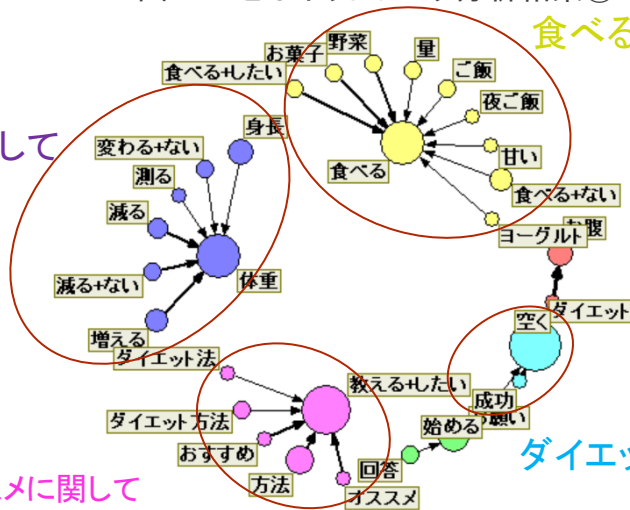 食べる
お菓子
野菜
量
食べる+したい
ご飯
夜ご飯
甘い
食べる
食べる+ない
ヨーグルト
お腹
して
身長
変わる+ない
測る
減る
減る+ない
体重
増える
空く
ダイエット
成功
お願い
始める
回答
ダイエット法
教える+したい
ダイエット方法
おすすめ
方法
オススメ
ダイエッ
メに関して